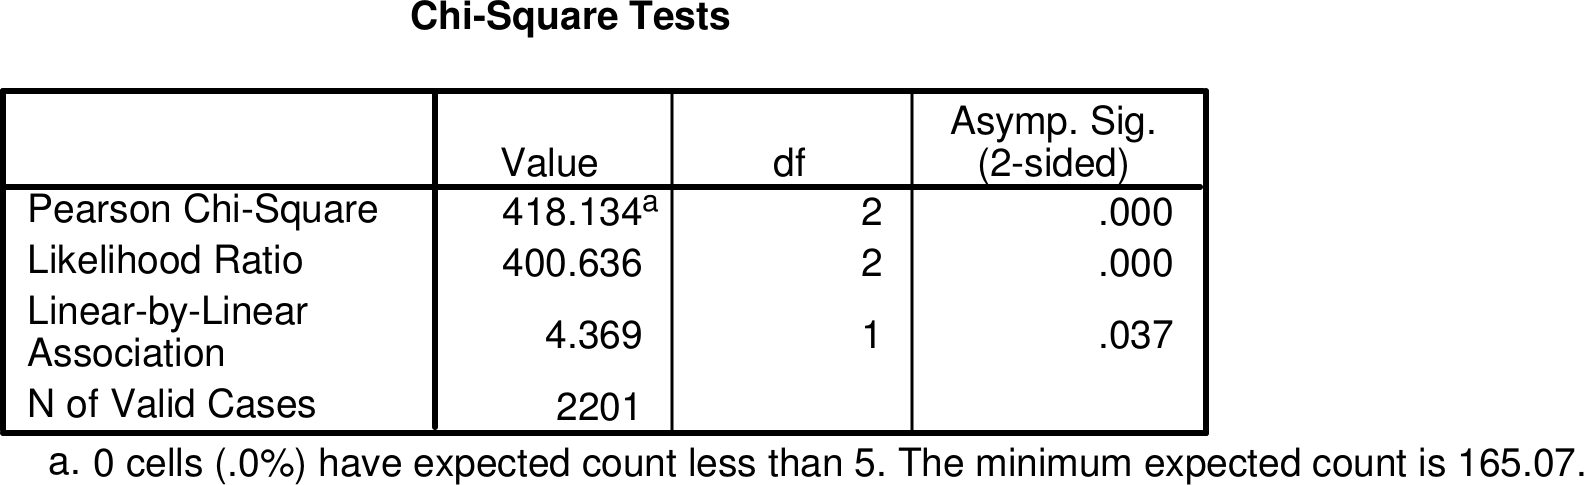 Chi-Square Tests
Value df Asymp. Sig. (2-sided)
Pearson Chi-Square 418.134a 2 .000
Likelihood Ratio 400.636 2 .000
Linear-by-Linear Association 4.369 1 .037
N of Valid Cases 2201
a. 0 cells (.0%) have expected count less than 5. The minimum expected count is 165.07.